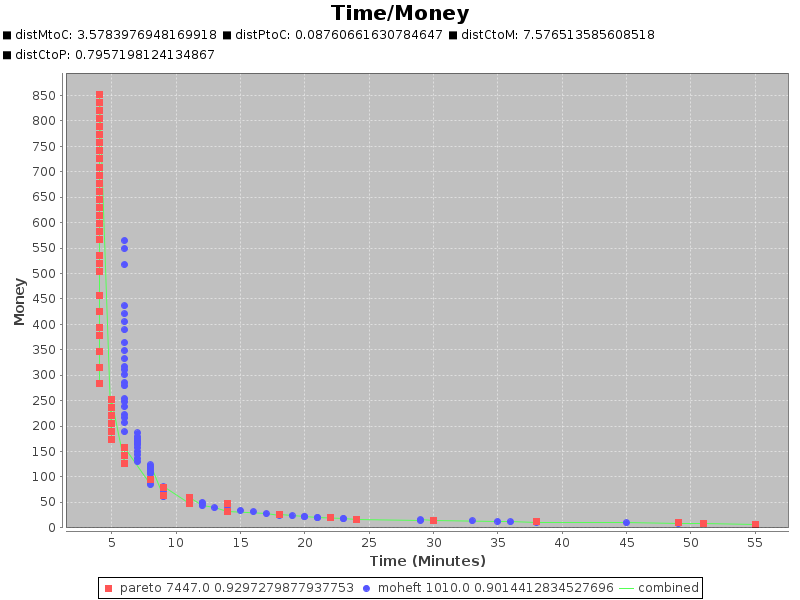 Time/Money
distMtoC: 3.5783976948169918 distPtoC: 0.08760661630784647 distCtoM: 7.576513585608518
distCtoP: 0.7957198124134867
850
800
750
700
650
600
550
500
450
400
350
300
250
200
150
100
50
0
Money
5 10 15 20 25 30 35 40 45 50 55
Time (Minutes)
pareto 7447.0 0.9297279877937753 moheft 1010.0 0.9014412834527696 combined